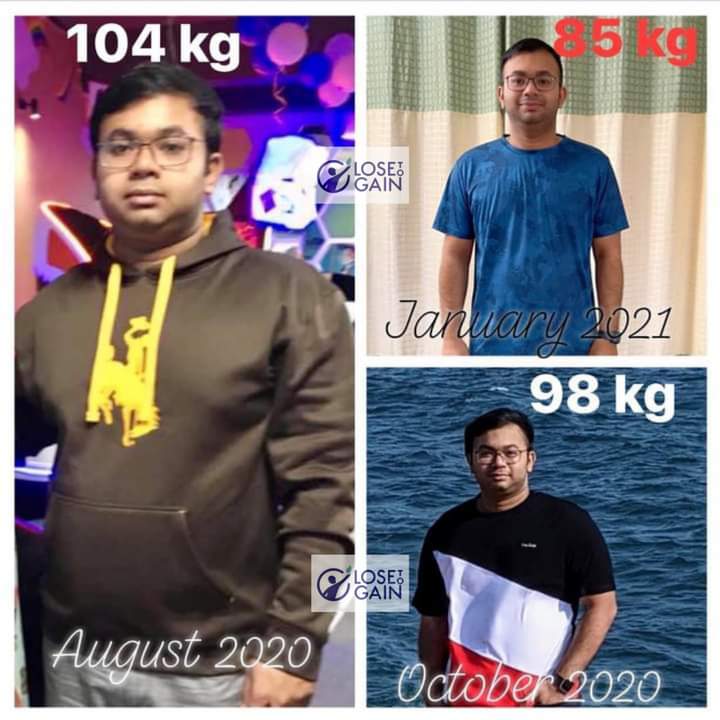 104 kg
85 kg
LOSE TO
GAIN
January 2021
98 kg
LOSE TO
GAIN
August 2020
October 2020